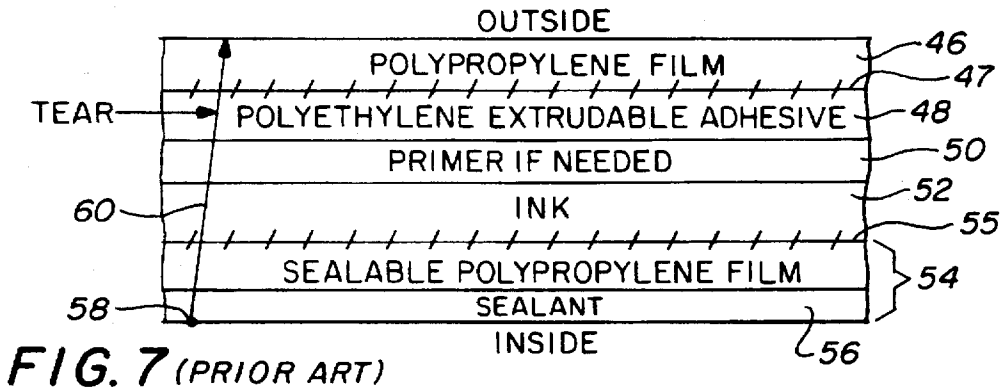 OUTSIDE
POLYPROPYLENE FILM
46
47
TEAR
POLYETHYLENE EXTRUDABLE ADHESIVE
48
PRIMER IF NEEDED
50
60
INK
52
55
SEALABLE POLYPROPYLENE FILM
54
58
SEALANT
56
INSIDE
FIG. 7 (PRIOR ART)